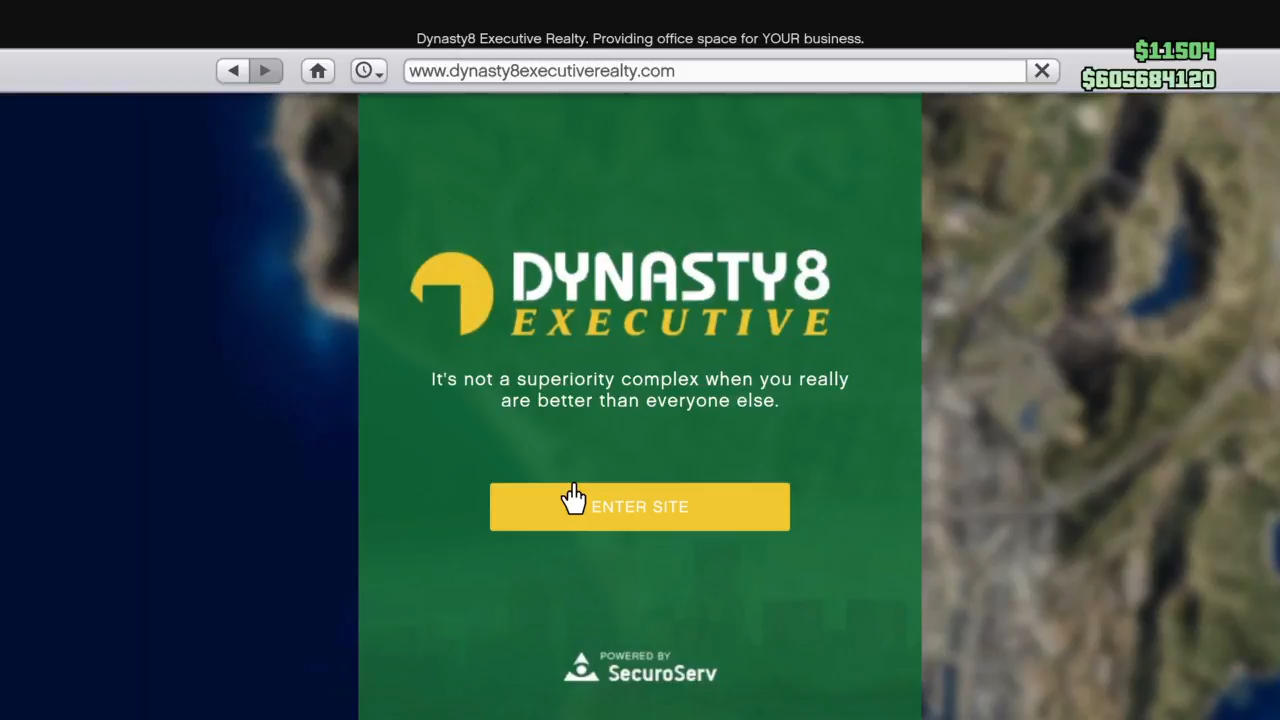 Dynasty8 Executive Realty. Providing office space for YOUR business.
www.dynasty8executiverealty.com
$11504
$605684120
DYNASTY8
EXECUTIVE
It's not a superiority complex when you really
are better than everyone else.
ENTER SITE
POWERED BY
SecuroServ